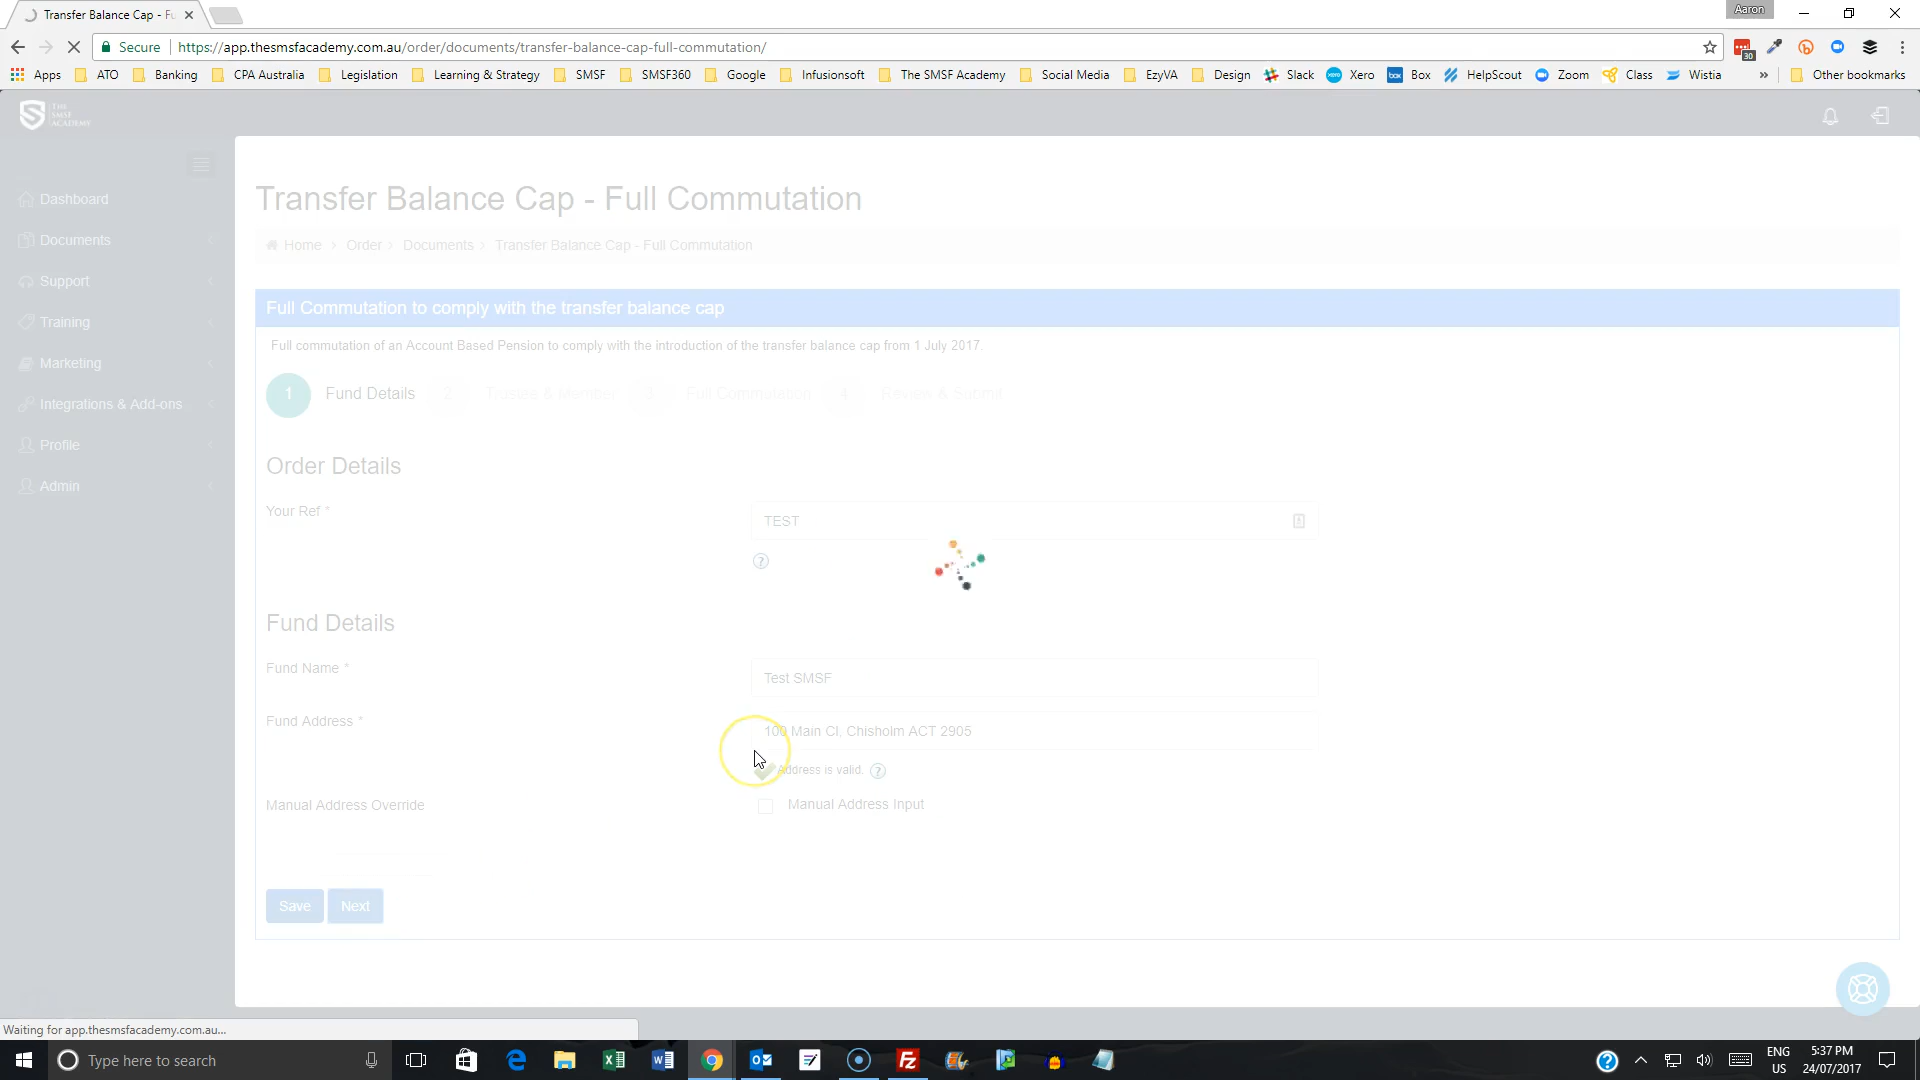 Transfer Balance Cap - Fu
Aaron
Secure
https://app.thesmsfacademy.com.au/order/documents/transfer-balance-cap-full-commutation/
30
Apps ATO Banking CPA Australia Legislation Learning & Strategy SMSF SMSF360 Google Infusionsoft The SMSF Academy Social Media EzyVA Design Slack Xero Box HelpScout Zoom Class Wistia » Other bookmarks
THE
SMSF
ACADEMY
Dashboard
Documents
Support
Training
Marketing
Integrations & Add-ons
Profile
Admin
Transfer Balance Cap - Full Commutation
Home > Order > Documents > Transfer Balance Cap - Full Commutation
Full Commutation to comply with the transfer balance cap
Full commutation of an Account Based Pension to comply with the introduction of the transfer balance cap from 1 July 2017.
1 Fund Details 2 Trustee & Member 3 Full Commutation 4 Review & Submit
Order Details
Your Ref *
TEST
?
Fund Details
Fund Name *
Test SMSF
Fund Address *
100 Main Cl, Chisholm ACT 2905
Address is valid. ?
Manual Address Override
Manual Address Input
Save Next
Waiting for app.thesmsfacademy.com.au...
Type here to search
ENG
US
5:37 PM
24/07/2017